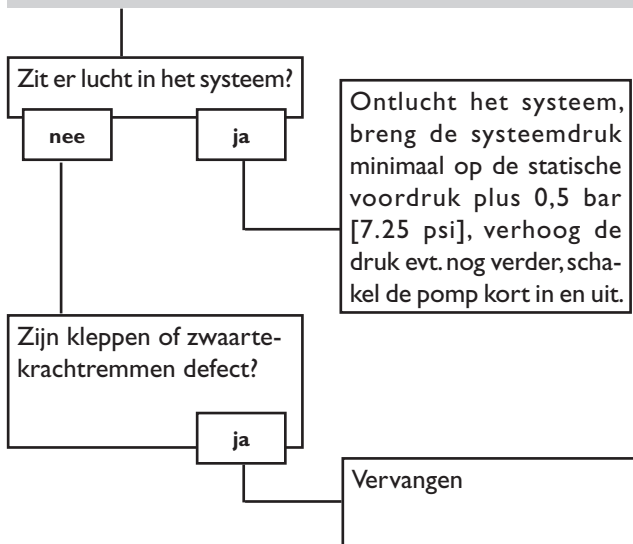 Zit er lucht in het systeem?
nee
ja
Ontlucht het systeem,
breng de systeemdruk
minimaal op de statische
voordruk plus 0,5 bar
[7.25 psi], verhoog de
druk evt. nog verder, scha-
kel de pomp kort in en uit.
Zijn kleppen of zwaarte-
krachtremmen defect?
ja
Vervangen